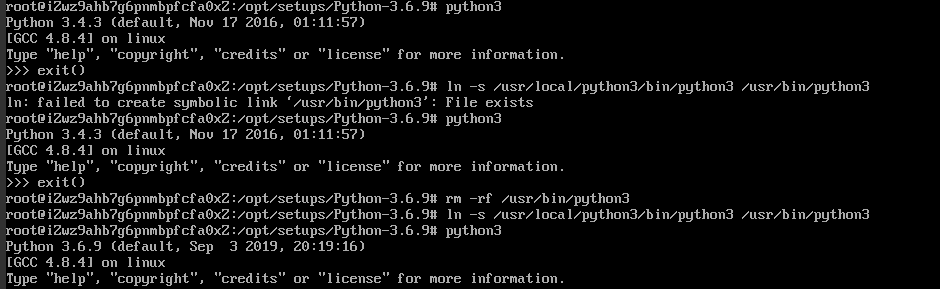 root@iZwz9ahb7g6pnmbpfcfa0xZ:/opt/setups/Python-3.6.9# python3
Python 3.4.3 (default, Nov 17 2016, 01:11:57)
[GCC 4.8.4] on linux
Type "help", "copyright", "credits" or "license" for more information.
>>> exit()
root@iZwz9ahb7g6pnmbpfcfa0xZ:/opt/setups/Python-3.6.9# ln -s /usr/local/python3/bin/python3 /usr/bin/python3
ln: failed to create symbolic link ‘/usr/bin/python3’: File exists
root@iZwz9ahb7g6pnmbpfcfa0xZ:/opt/setups/Python-3.6.9# python3
Python 3.4.3 (default, Nov 17 2016, 01:11:57)
[GCC 4.8.4] on linux
Type "help", "copyright", "credits" or "license" for more information.
>>> exit()
root@iZwz9ahb7g6pnmbpfcfa0xZ:/opt/setups/Python-3.6.9# rm -rf /usr/bin/python3
root@iZwz9ahb7g6pnmbpfcfa0xZ:/opt/setups/Python-3.6.9# ln -s /usr/local/python3/bin/python3 /usr/bin/python3
root@iZwz9ahb7g6pnmbpfcfa0xZ:/opt/setups/Python-3.6.9# python3
Python 3.6.9 (default, Sep  3 2019, 20:19:16)
[GCC 4.8.4] on linux
Type "help", "copyright", "credits" or "license" for more information.